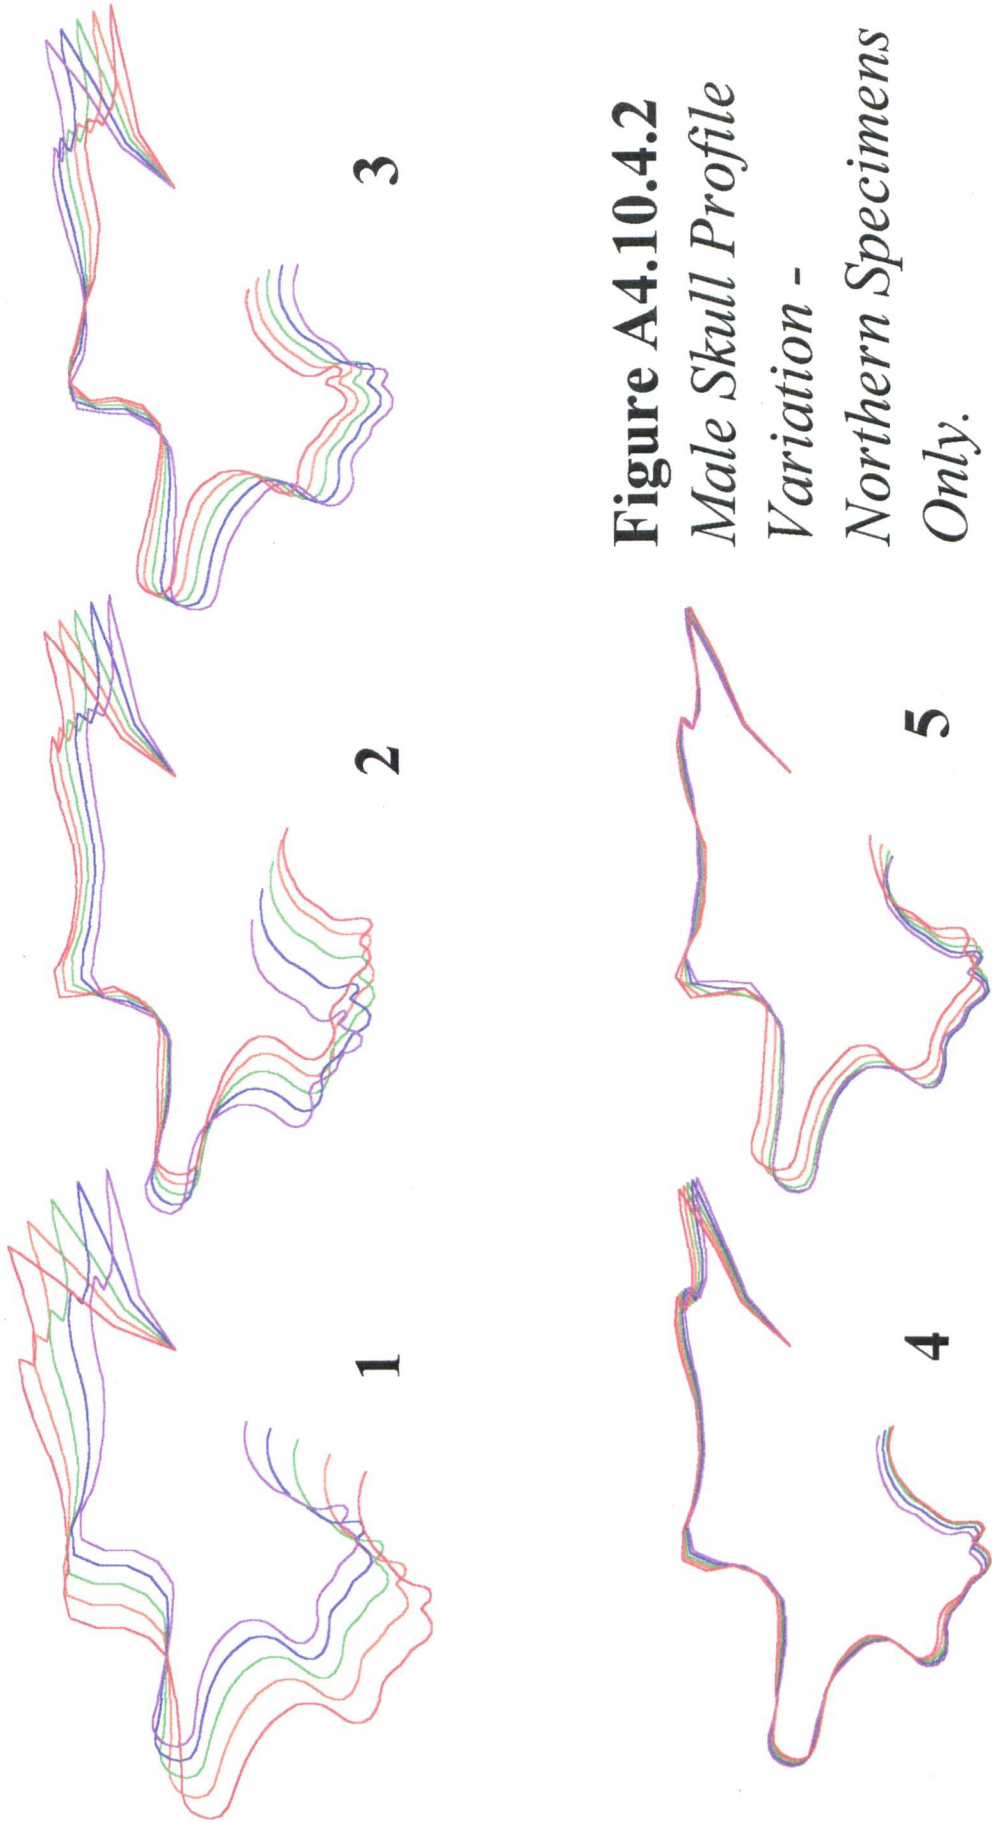 1
2
3
4
5
Figure A4.10.4.2
Male Skull Profile
Variation -
Northern Specimens
Only.